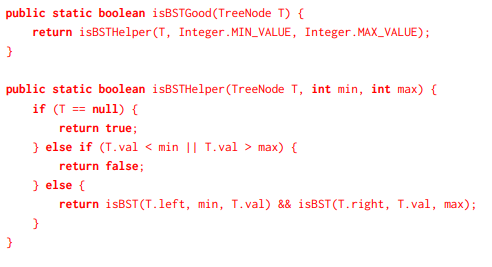 public static boolean isBSTGood(TreeNode T) {
    return isBSTHelper(T, Integer.MIN_VALUE, Integer.MAX_VALUE);
}

public static boolean isBSTHelper(TreeNode T, int min, int max) {
    if (T == null) {
        return true;
    } else if (T.val < min || T.val > max) {
        return false;
    } else {
        return isBST(T.left, min, T.val) && isBST(T.right, T.val, max);
    }
}